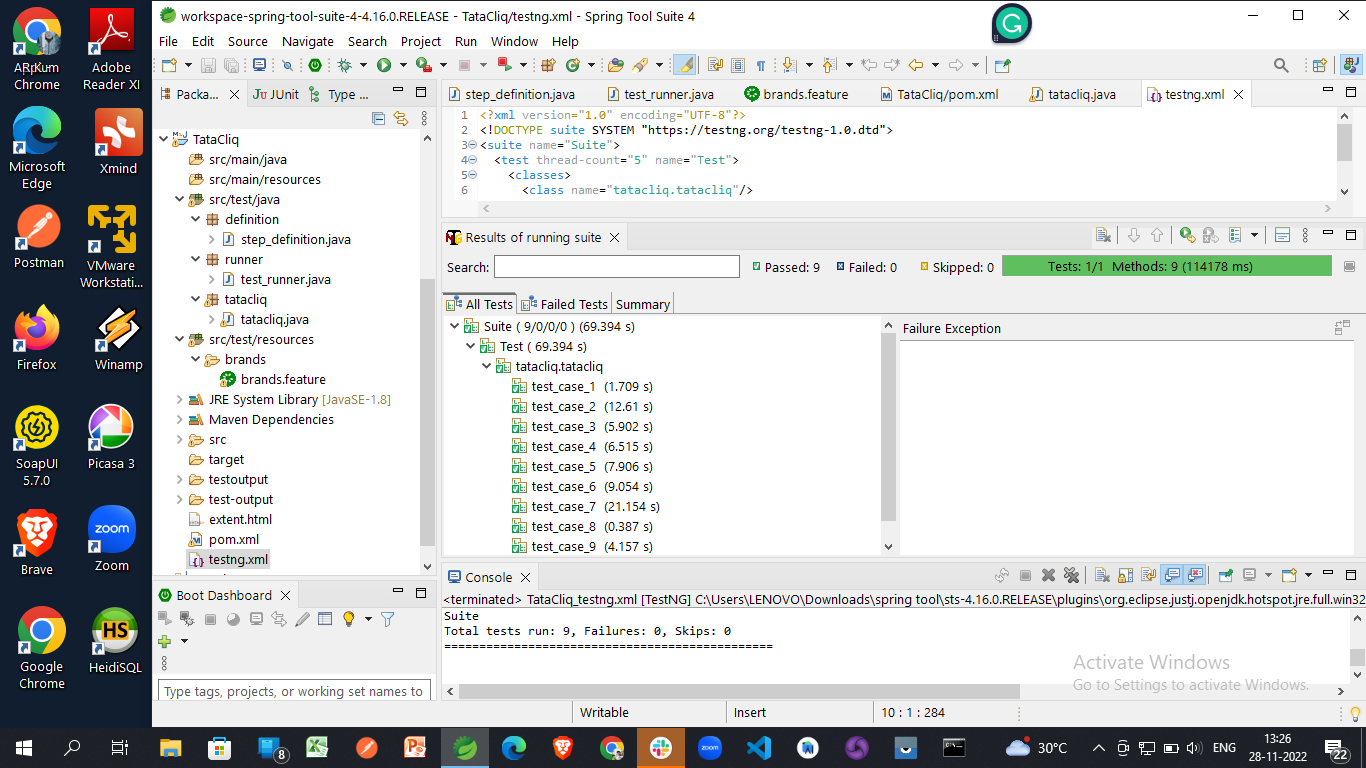 workspace-spring-tool-suite-4-4.16.0.RELEASE - TataCliq/testng.xml - Spring Tool Suite 4
File Edit Source Navigate Search Project Run Window Help
Packa...
JUnit
Type ...
step_definition.java
test_runner.java
brands.feature
TataCliq/pom.xml
tatacliq.java
testng.xml
1 <?xml version="1.0" encoding="UTF-8"?>
2 <!DOCTYPE suite SYSTEM "https://testng.org/testng-1.0.dtd">
3 <suite name="Suite">
4 <test thread-count="5" name="Test">
5 <classes>
6 <class name="tatacliq.tatacliq"/>
TataCliq
src/main/java
src/main/resources
src/test/java
definition
step_definition.java
runner
test_runner.java
tatacliq
tatacliq.java
src/test/resources
brands
brands.feature
JRE System Library [JavaSE-1.8]
Maven Dependencies
src
target
testoutput
test-output
extent.html
pom.xml
testng.xml
Results of running suite
Search:
Passed: 9
Failed: 0
Skipped: 0
Tests: 1/1 Methods: 9 (114178 ms)
All Tests
Failed Tests
Summary
Suite ( 9/0/0/0 ) (69.394 s)
Test ( 69.394 s)
tatacliq.tatacliq
test_case_1 (1.709 s)
test_case_2 (12.61 s)
test_case_3 (5.902 s)
test_case_4 (6.515 s)
test_case_5 (7.906 s)
test_case_6 (9.054 s)
test_case_7 (21.154 s)
test_case_8 (0.387 s)
test_case_9 (4.157 s)
Failure Exception
Boot Dashboard
Type tags, projects, or working set names to
Console
<terminated> TataCliq_testng.xml [TestNG] C:\Users\LENOVO\Downloads\spring tool\sts-4.16.0.RELEASE\plugins\org.eclipse.justj.openjdk.hotspot.jre.full.win32
Suite
Total tests run: 9, Failures: 0, Skips: 0
===============================================
Activate Windows
Go to Settings to activate Windows.
Writable
Insert
10 : 1 : 284
Chrome
Adobe
Reader XI
Microsoft
Edge
Xmind
Postman
VMware
Workstati...
Firefox
Winamp
SoapUI
5.7.0
Picasa 3
Brave
zoom
Zoom
Google
Chrome
HS
HeidiSQL
8
zoom
30°C
ENG
13:26
28-11-2022
22